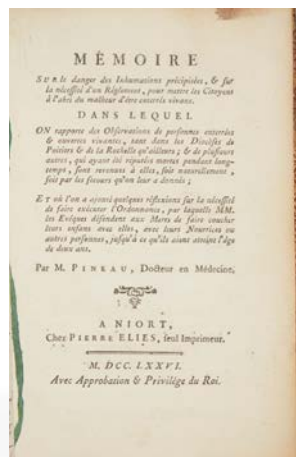 MÉMOIRE
SUR le danger des Inhumations précipitées, & sur
la nécessité d'un Réglement, pour mettre les Citoyens
à l'abri du malheur d'être enterrés vivans.
DANS LEQUEL
ON rapporte des Observations de personnes enterrées
& ouvertes vivantes, tant dans les Diocèses de
Poitiers & de la Rochelle qu'ailleurs; & de plusieurs
autres, qui ayant été réputées mortes pendant long-
temps, sont revenues à elles, soit naturellement,
soit par les secours qu'on leur a donnés;
ET où l'on a ajouté quelques réflexions sur la nécessité
de faire exécuter l'Ordonnance, par laquelle MM.
les Evêques défendent aux Meres de faire coucher
leurs enfans avec elles, avec leurs Nourrices ou
autres personnes, jusqu'à ce qu'ils aient atteint l'âge
de deux ans.
Par M. PINEAU, Docteur en Médecine.
A NIORT,
Chez PIERRE ELIES, seul Imprimeur.
M. DCC. LXXVI.
Avec Approbation & Privilége du Roi.